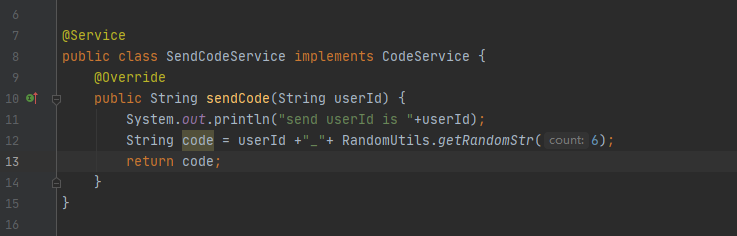 6
7 @Service
8 public class SendCodeService implements CodeService {
9 @Override
10 public String sendCode(String userId) {
11 System.out.println("send userId is "+userId);
12 String code = userId +"_"+ RandomUtils.getRandomStr( count: 6);
13 return code;
14 }
15 }
16